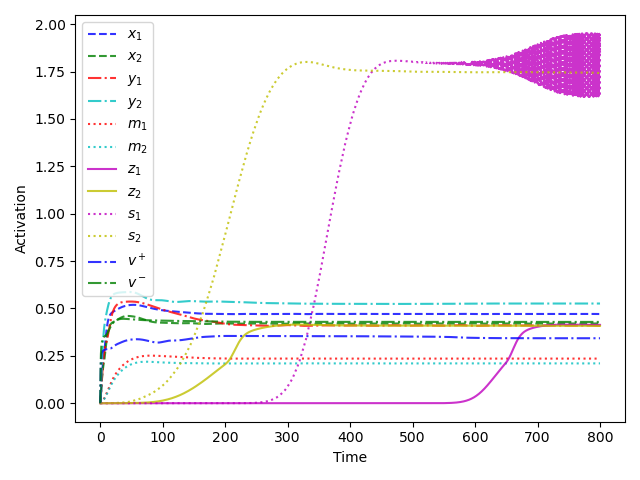 2.00
1.75
1.50
1.25
1.00
0.75
0.50
0.25
0.00
Activation
x₁
x₂
y₁
y₂
m₁
m₂
z₁
z₂
s₁
s₂
v⁺
v⁻
0 100 200 300 400 500 600 700 800
Time